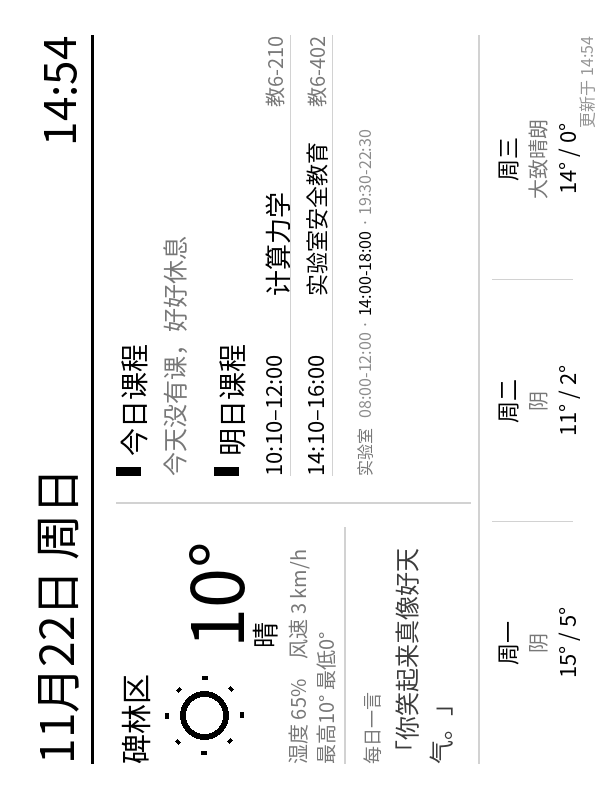 11月22日 周日
14:54
碑林区
10°
晴
湿度 65% 风速 3 km/h
最高10° 最低0°
每日一言
「你笑起来真像好天
气。」
今日课程
今天没有课，好好休息
明日课程
10:10–12:00 计算力学 教6-210
14:10–16:00 实验室安全教育 教6-402
实验室 08:00-12:00 · 14:00-18:00 · 19:30-22:30
周一
阴
15° / 5°
周二
阴
11° / 2°
周三
大致晴朗
14° / 0°
更新于 14:54